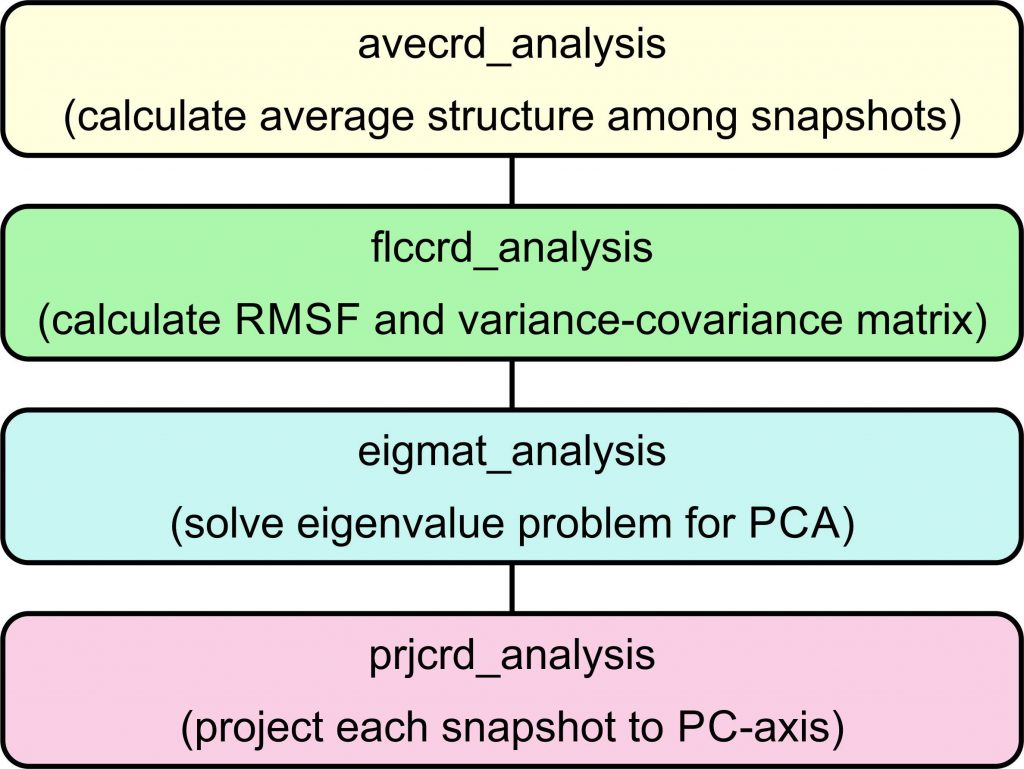 avecrd_analysis
(calculate average structure among snapshots)
flccrd_analysis
(calculate RMSF and variance-covariance matrix)
eigmat_analysis
(solve eigenvalue problem for PCA)
prjcrd_analysis
(project each snapshot to PC-axis)